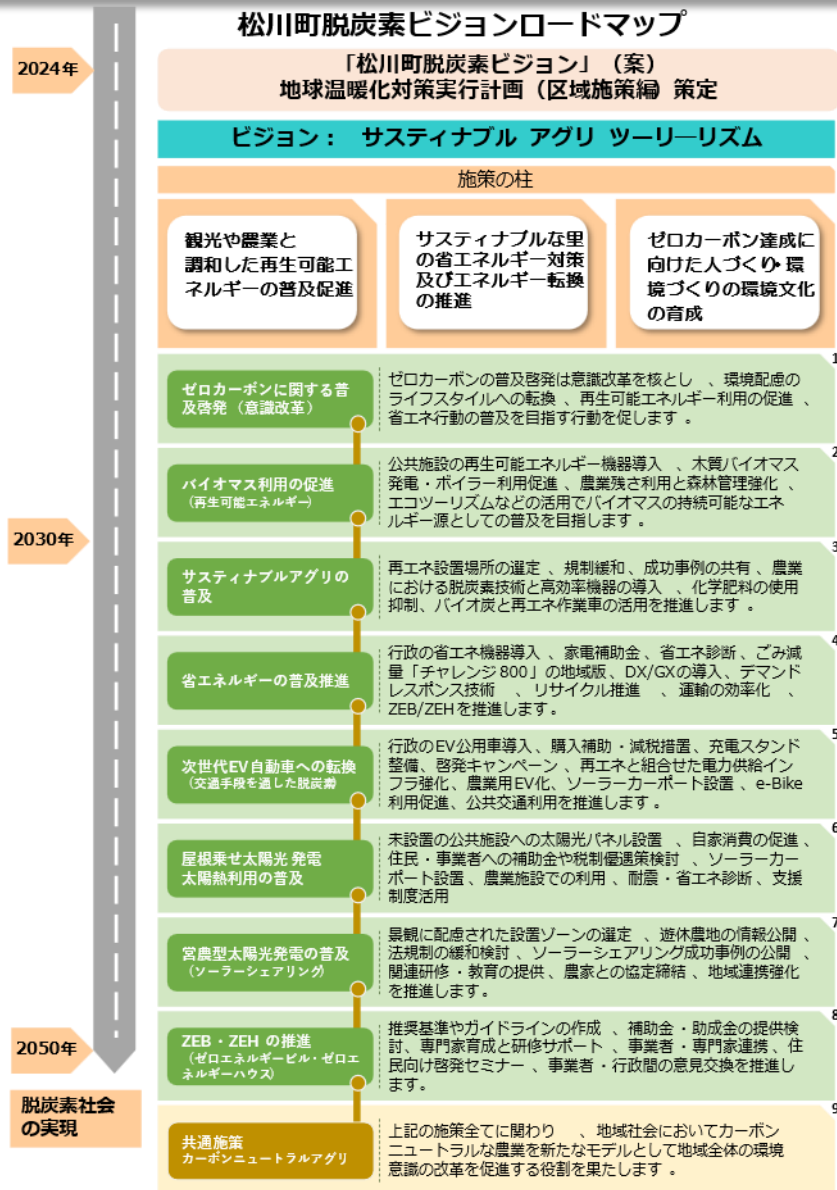 松川町脱炭素ビジョンロードマップ
2024年
「松川町脱炭素ビジョン」（案）
地球温暖化対策実行計画（区域施策編）策定
ビジョン： サスティナブル アグリ ツーリーリズム
施策の柱
観光や農業と
調和した再生可能エ
ネルギーの普及促進
サスティナブルな里
の省エネルギー対策
及びエネルギー転換
の推進
ゼロカーボン達成に
向けた人づくり・環
境づくりの環境文化
の育成
1
ゼロカーボンに関する普
及啓発（意識改革）
ゼロカーボンの普及啓発は意識改革を核とし 、環境配慮の
ライフスタイルへの転換 、再生可能エネルギー利用の促進 、
省エネ行動の普及を目指す行動を促します 。
2
バイオマス利用の促進
（再生可能エネルギー）
公共施設の再生可能エネルギー機器導入 、木質バイオマス
発電・ボイラー利用促進 、農業残さ利用と森林管理強化 、
エコツーリズムなどの活用でバイオマスの持続可能なエネ
ルギー源としての普及を目指します 。
2030年
3
サスティナブルアグリの
普及
再エネ設置場所の選定 、規制緩和、成功事例の共有 、農業
における脱炭素技術と高効率機器の導入 、化学肥料の使用
抑制、バイオ炭と再エネ作業車の活用を推進します 。
4
省エネルギーの普及推進
行政の省エネ機器導入 、家電補助金、省エネ診断、ごみ減
量「チャレンジ800」の地域版、DX/GXの導入、デマンド
レスポンス技術 、リサイクル推進 、運輸の効率化 、
ZEB/ZEHを推進します。
5
次世代EV自動車への転換
（交通手段を通した脱炭素）
行政のEV公用車導入、購入補助・減税措置、充電スタンド
整備、啓発キャンペーン 、再エネと組合せた電力供給イン
フラ強化、農業用EV化、ソーラーカーポート設置 、e-Bike
利用促進、公共交通利用を推進します 。
6
屋根乗せ太陽光発電
太陽熱利用の普及
未設置の公共施設への太陽光パネル設置 、自家消費の促進 、
住民・事業者への補助金や税制優遇策検討 、ソーラーカー
ポート設置 、農業施設での利用 、耐震・省エネ診断、支援
制度活用
7
営農型太陽光発電の普及
（ソーラーシェアリング）
景観に配慮された設置ゾーンの選定 、遊休農地の情報公開 、
法規制の緩和検討 、ソーラーシェアリング成功事例の公開 、
関連研修・教育の提供、農家との協定締結 、地域連携強化
を推進します。
2050年
8
ZEB・ZEH の推進
（ゼロエネルギービル・ゼロエ
ネルギーハウス）
推奨基準やガイドラインの作成 、補助金・助成金の提供検
討、専門家育成と研修サポート 、事業者・専門家連携、住
民向け啓発セミナー 、事業者・行政間の意見交換を推進し
ます。
脱炭素社会
の実現
9
共通施策
カーボンニュートラルアグリ
上記の施策全てに関わり 、地域社会においてカーボン
ニュートラルな農業を新たなモデルとして地域全体の環境
意識の改革を促進する役割を果たします 。